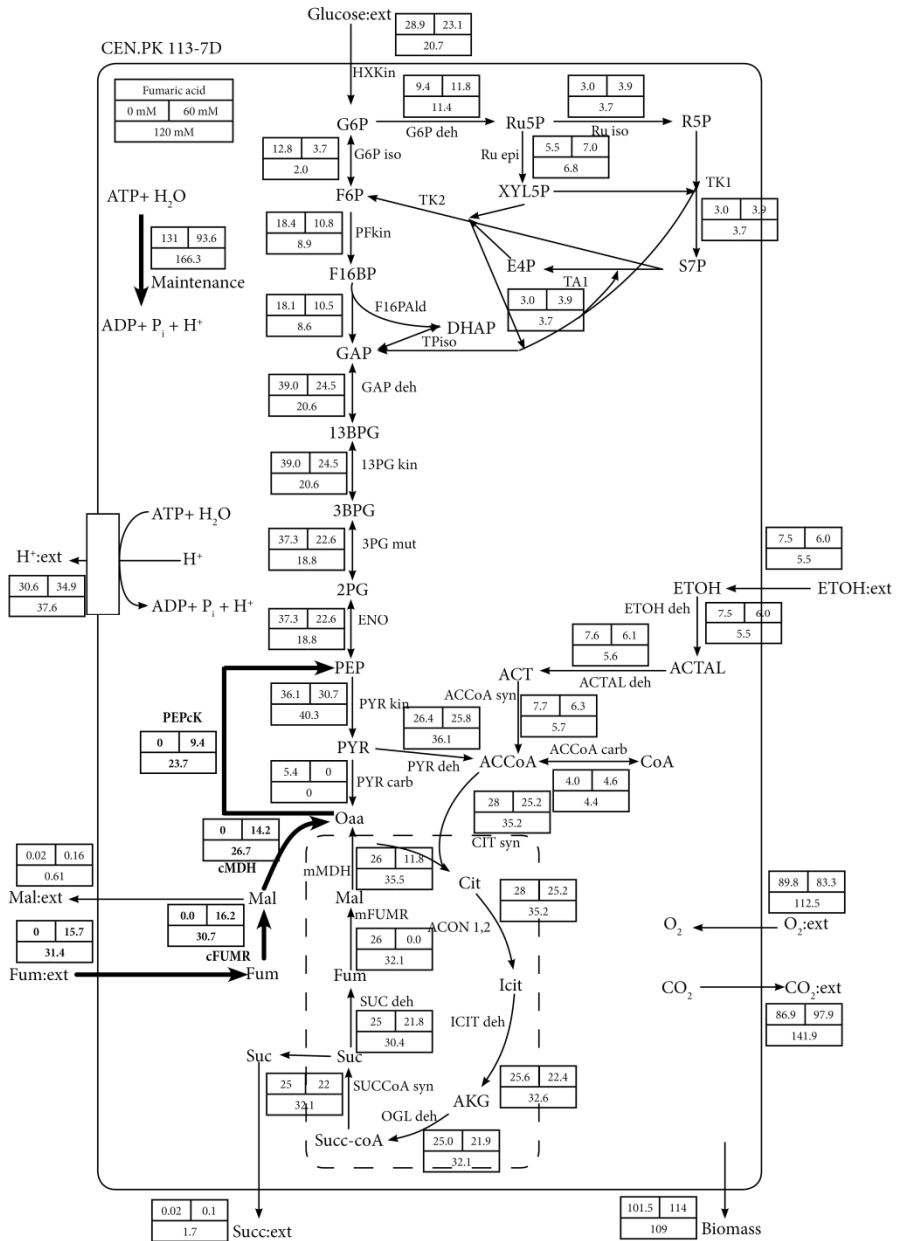 Glucose:ext
28.9 23.1
20.7
CEN.PK 113-7D
HXKin
Fumaric acid
0 mM 60 mM
120 mM
9.4 11.8
11.4
3.0 3.9
3.7
G6P
G6P deh
Ru5P
Ru iso
R5P
12.8 3.7
2.0
G6P iso
Ru epi
5.5 7.0
6.8
ATP+ H₂O
F6P
TK2
XYL5P
TK1
3.0 3.9
3.7
131 93.6
166.3
Maintenance
18.4 10.8
8.9
PFkin
F16BP
E4P
S7P
TA1
3.0 3.9
3.7
ADP+ Pᵢ + H⁺
18.1 10.5
8.6
F16PAld
DHAP
TPiso
GAP
39.0 24.5
20.6
GAP deh
13BPG
39.0 24.5
20.6
13PG kin
3BPG
ATP+ H₂O
37.3 22.6
18.8
3PG mut
H⁺:ext
H⁺
30.6 34.9
37.6
ADP+ Pᵢ + H⁺
2PG
37.3 22.6
18.8
ENO
7.5 6.0
5.5
ETOH
ETOH:ext
ETOH deh
7.5 6.0
5.5
7.6 6.1
5.6
PEP
ACT
ACTAL deh
ACTAL
PEPcK
0 9.4
23.7
36.1 30.7
40.3
PYR kin
26.4 25.8
36.1
ACCoA syn
7.7 6.3
5.7
PYR
PYR deh
ACCoA
ACCoA carb
CoA
4.0 4.6
4.4
5.4 0
0
PYR carb
28 25.2
35.2
CIT syn
Oaa
0 14.2
26.7
cMDH
0.02 0.16
0.61
Mal:ext
mMDH
26 11.8
35.5
Cit
28 25.2
35.2
89.8 83.3
112.5
Mal
Mal
0.0 16.2
30.7
cFUMR
mFUMR
ACON 1,2
O₂
O₂:ext
0 15.7
31.4
26 0.0
32.1
Fum:ext
Fum
Fum
Icit
CO₂
CO₂:ext
86.9 97.9
141.9
SUC deh
25 21.8
30.4
ICIT deh
Suc
Suc
25 22
32.1
SUCCoA syn
25.6 22.4
32.6
AKG
OGL deh
Succ-coA
25.0 21.9
32.1
0.02 0.1
1.7
Succ:ext
101.5 114
109
Biomass